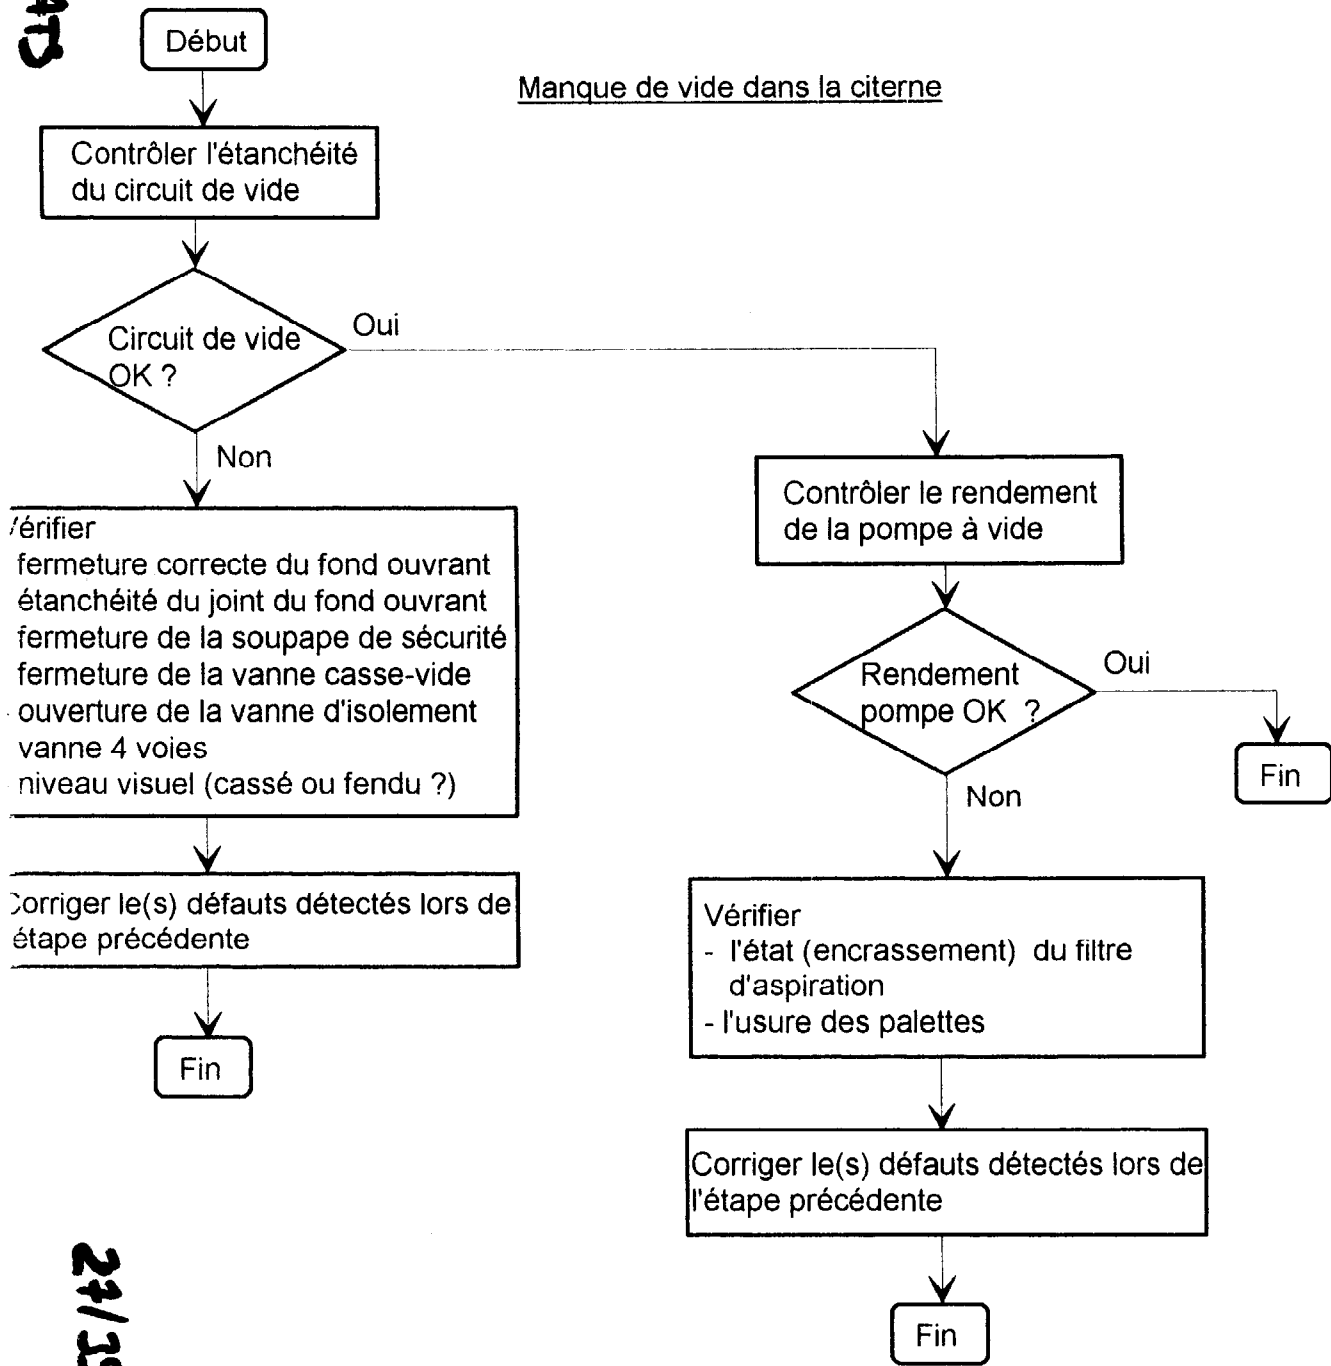 Début
Manque de vide dans la citerne
Contrôler l'étanchéité
du circuit de vide
Circuit de vide
OK ?
Oui
Non
Vérifier
fermeture correcte du fond ouvrant
étanchéité du joint du fond ouvrant
fermeture de la soupape de sécurité
fermeture de la vanne casse-vide
ouverture de la vanne d'isolement
vanne 4 voies
niveau visuel (cassé ou fendu ?)
Corriger le(s) défauts détectés lors de
étape précédente
Fin
Contrôler le rendement
de la pompe à vide
Rendement
pompe OK ?
Oui
Fin
Non
Vérifier
- l'état (encrassement) du filtre
d'aspiration
- l'usure des palettes
Corriger le(s) défauts détectés lors de
l'étape précédente
Fin